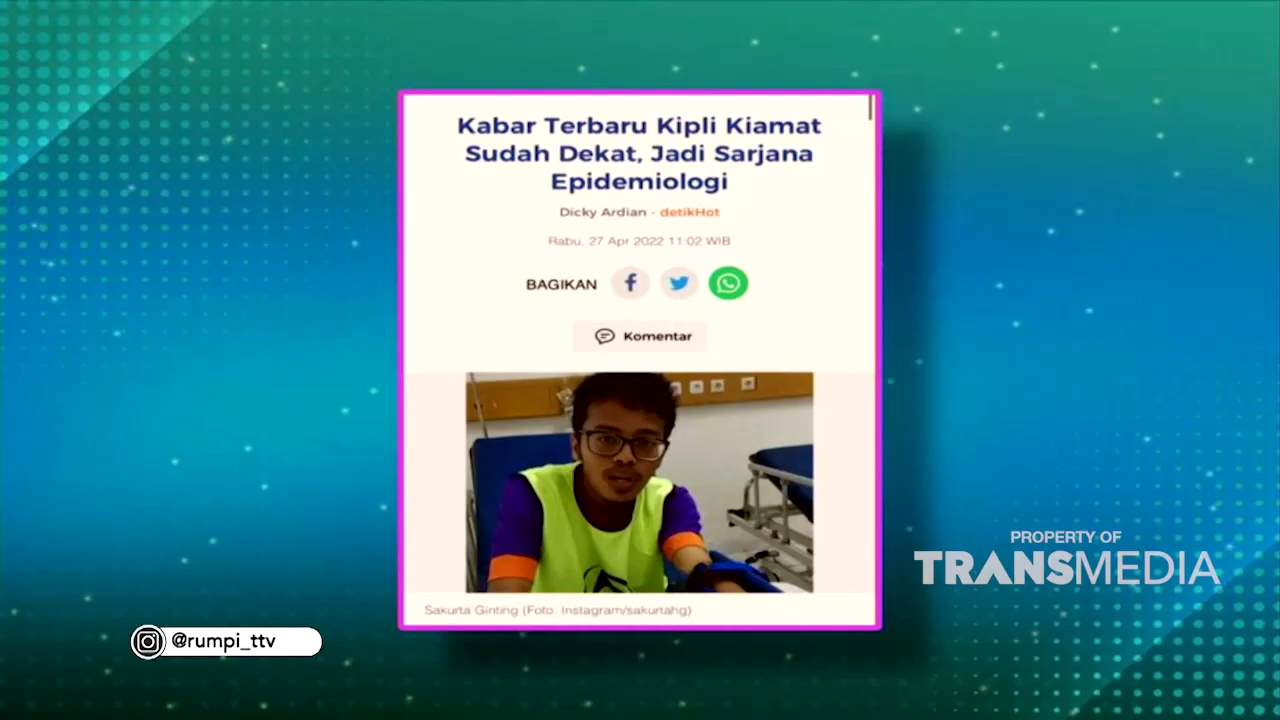 Kabar Terbaru Kipli Kiamat
Sudah Dekat, Jadi Sarjana
Epidemiologi
Dicky Ardian - detikHot
Rabu, 27 Apr 2022 11:02 WIB
BAGIKAN
Komentar
Sakurta Ginting (Foto: Instagram/sakurtahg)
PROPERTY OF
TRANSMEDIA
@rumpi_ttv